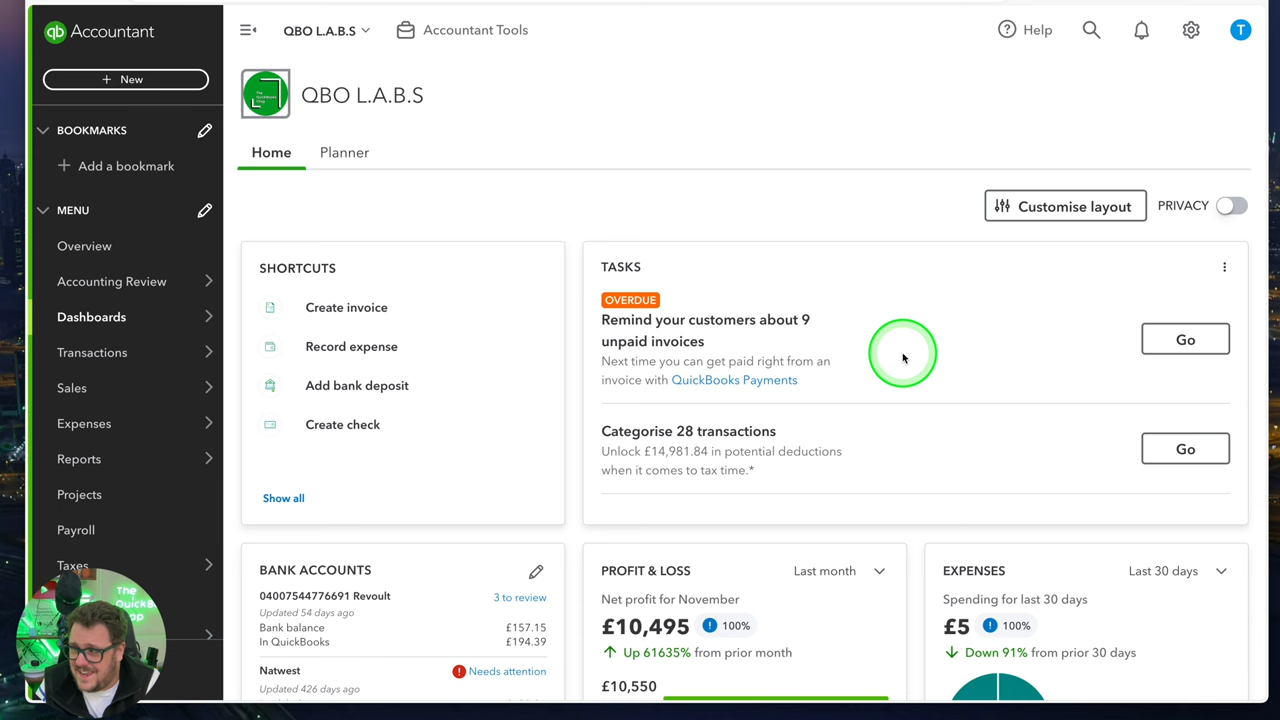 qb Accountant
QBO L.A.B.S
Accountant Tools
Help
T
+ New
QBO L.A.B.S
BOOKMARKS
Add a bookmark
Home
Planner
MENU
Customise layout
PRIVACY
Overview
Accounting Review
Dashboards
Transactions
Sales
Expenses
Reports
Projects
Payroll
Taxes
SHORTCUTS
Create invoice
Record expense
Add bank deposit
Create check
Show all
TASKS
OVERDUE
Remind your customers about 9
unpaid invoices
Next time you can get paid right from an
invoice with QuickBooks Payments
Go
Categorise 28 transactions
Unlock £14,981.84 in potential deductions
when it comes to tax time.*
Go
BANK ACCOUNTS
04007544776691 Revoult
3 to review
Updated 54 days ago
Bank balance £157.15
In QuickBooks £194.39
Natwest
Needs attention
Updated 426 days ago
PROFIT & LOSS
Last month
Net profit for November
£10,495
100%
Up 61635% from prior month
£10,550
EXPENSES
Last 30 days
Spending for last 30 days
£5
100%
Down 91% from prior 30 days